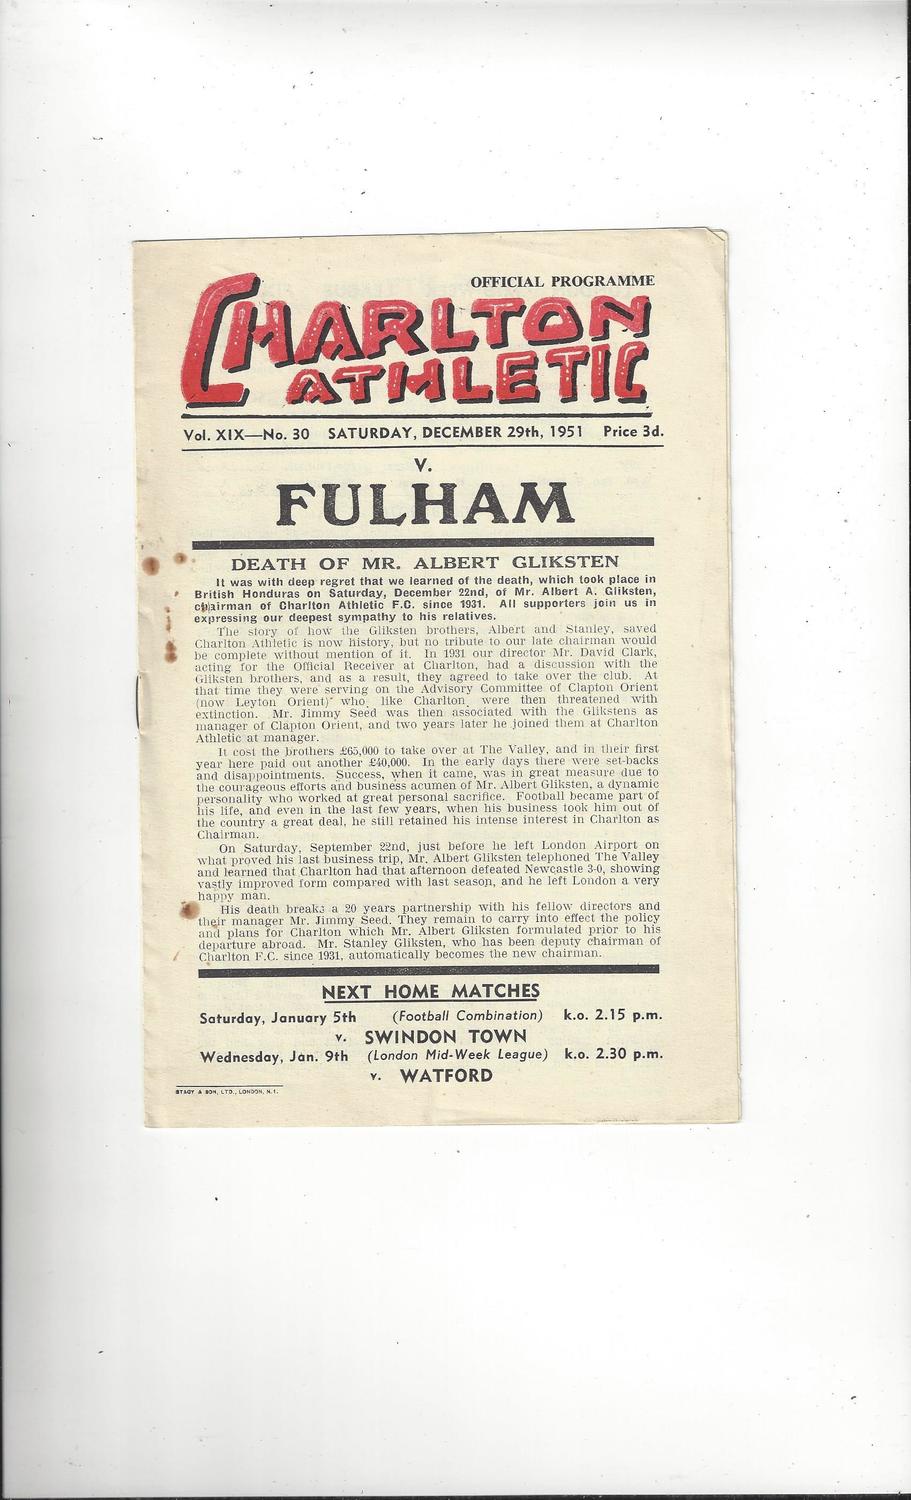 OFFICIAL PROGRAMME
CHARLTON
ATHLETIC
Vol. XIX—No. 30 SATURDAY, DECEMBER 29th, 1951 Price 3d.
v.
FULHAM
DEATH OF MR. ALBERT GLIKSTEN
It was with deep regret that we learned of the death, which took place in
British Honduras on Saturday, December 22nd, of Mr. Albert A. Gliksten,
chairman of Charlton Athletic F.C. since 1931. All supporters join us in
expressing our deepest sympathy to his relatives.
The story of how the Gliksten brothers, Albert and Stanley, saved
Charlton Athletic is now history, but no tribute to our late chairman would
be complete without mention of it. In 1931 our director Mr. David Clark,
acting for the Official Receiver at Charlton, had a discussion with the
Gliksten brothers, and as a result, they agreed to take over the club. At
that time they were serving on the Advisory Committee of Clapton Orient
(now Leyton Orient) who, like Charlton, were then threatened with
extinction. Mr. Jimmy Seed was then associated with the Glikstens as
manager of Clapton Orient, and two years later he joined them at Charlton
Athletic at manager.
It cost the brothers £65,000 to take over at The Valley, and in their first
year here paid out another £40,000. In the early days there were set-backs
and disappointments. Success, when it came, was in great measure due to
the courageous efforts and business acumen of Mr. Albert Gliksten, a dynamic
personality who worked at great personal sacrifice. Football became part of
his life, and even in the last few years, when his business took him out of
the country a great deal, he still retained his intense interest in Charlton as
Chairman.
On Saturday, September 22nd, just before he left London Airport on
what proved his last business trip, Mr. Albert Gliksten telephoned The Valley
and learned that Charlton had that afternoon defeated Newcastle 3-0, showing
vastly improved form compared with last season, and he left London a very
happy man.
His death breaks a 20 years partnership with his fellow directors and
their manager Mr. Jimmy Seed. They remain to carry into effect the policy
and plans for Charlton which Mr. Albert Gliksten formulated prior to his
departure abroad. Mr. Stanley Gliksten, who has been deputy chairman of
Charlton F.C. since 1931, automatically becomes the new chairman.
NEXT HOME MATCHES
Saturday, January 5th (Football Combination) k.o. 2.15 p.m.
v. SWINDON TOWN
Wednesday, Jan. 9th (London Mid-Week League) k.o. 2.30 p.m.
v. WATFORD
STACY & SON, LTD., LONDON, N.1.